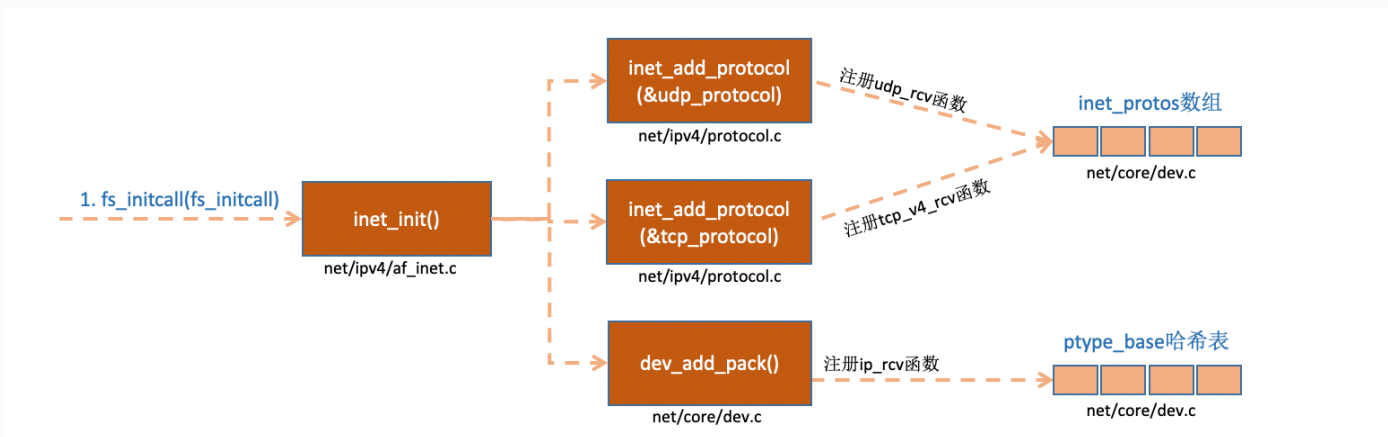 1. fs_initcall(fs_initcall)
inet_init()
net/ipv4/af_inet.c
inet_add_protocol
(&udp_protocol)
net/ipv4/protocol.c
注册udp_rcv函数
inet_protos数组
net/core/dev.c
inet_add_protocol
(&tcp_protocol)
net/ipv4/protocol.c
注册tcp_v4_rcv函数
dev_add_pack()
net/core/dev.c
注册ip_rcv函数
ptype_base哈希表
net/core/dev.c